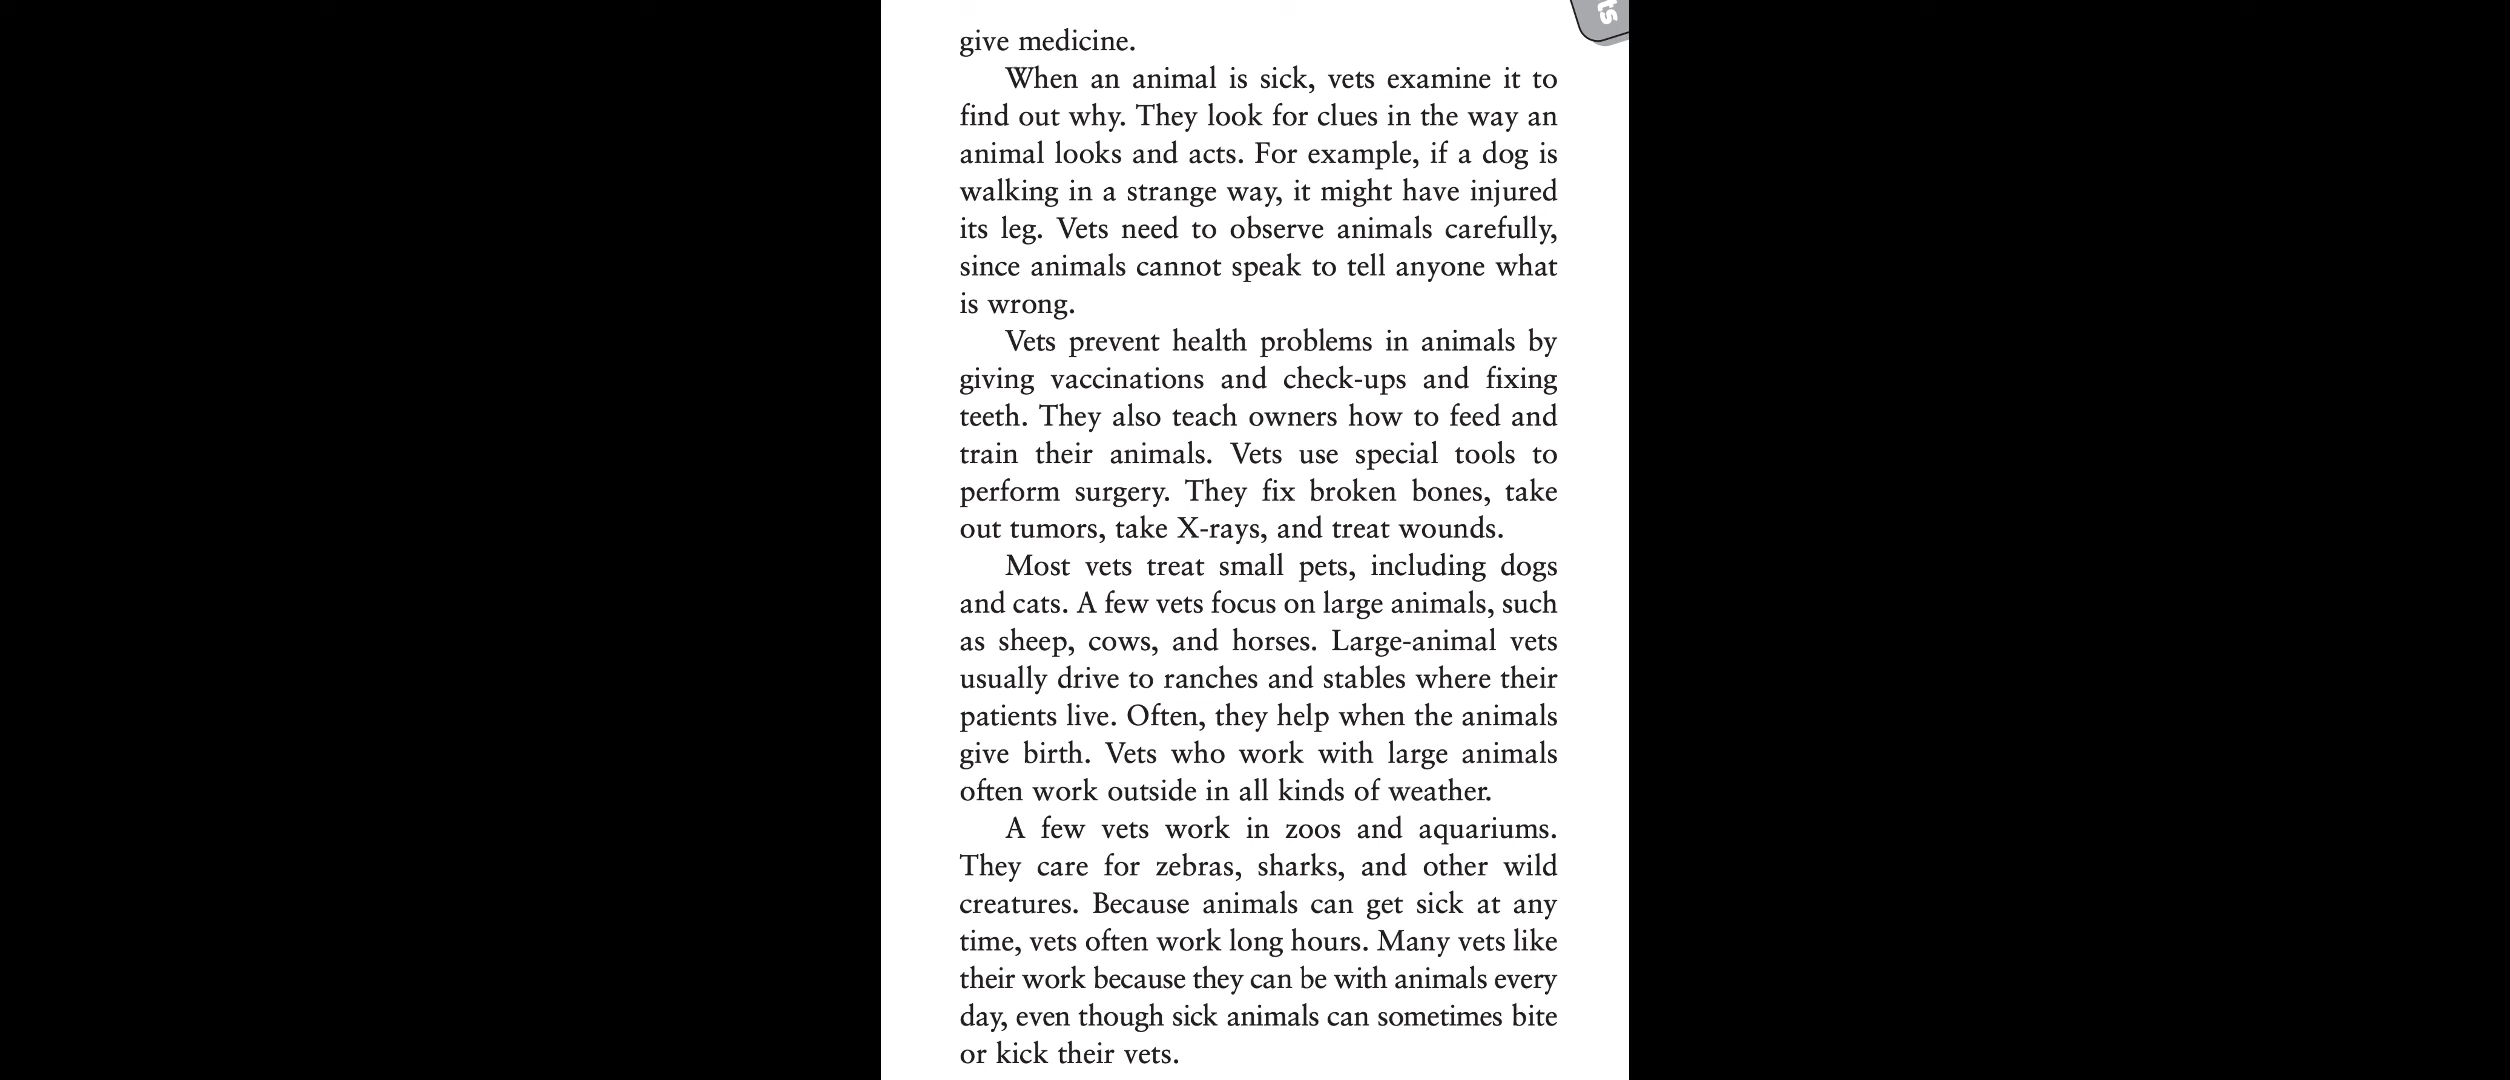 ts
give medicine.
When an animal is sick, vets examine it to
find out why. They look for clues in the way an
animal looks and acts. For example, if a dog is
walking in a strange way, it might have injured
its leg. Vets need to observe animals carefully,
since animals cannot speak to tell anyone what
is wrong.
Vets prevent health problems in animals by
giving vaccinations and check-ups and fixing
teeth. They also teach owners how to feed and
train their animals. Vets use special tools to
perform surgery. They fix broken bones, take
out tumors, take X-rays, and treat wounds.
Most vets treat small pets, including dogs
and cats. A few vets focus on large animals, such
as sheep, cows, and horses. Large-animal vets
usually drive to ranches and stables where their
patients live. Often, they help when the animals
give birth. Vets who work with large animals
often work outside in all kinds of weather.
A few vets work in zoos and aquariums.
They care for zebras, sharks, and other wild
creatures. Because animals can get sick at any
time, vets often work long hours. Many vets like
their work because they can be with animals every
day, even though sick animals can sometimes bite
or kick their vets.